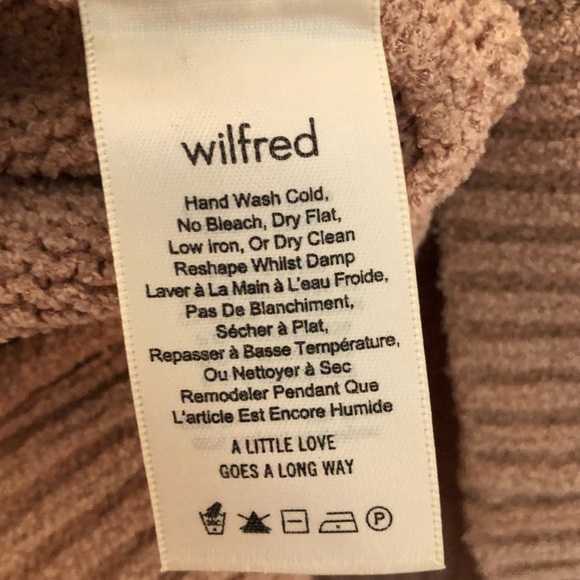 wilfred
Hand Wash Cold,
No Bleach, Dry Flat,
Low iron, Or Dry Clean
Reshape Whilst Damp
Laver à La Main à L'eau Froide,
Pas De Blanchiment,
Sécher à Plat,
Repasser à Basse Température,
Ou Nettoyer à Sec
Remodeler Pendant Que
L'article Est Encore Humide
A LITTLE LOVE
GOES A LONG WAY
P